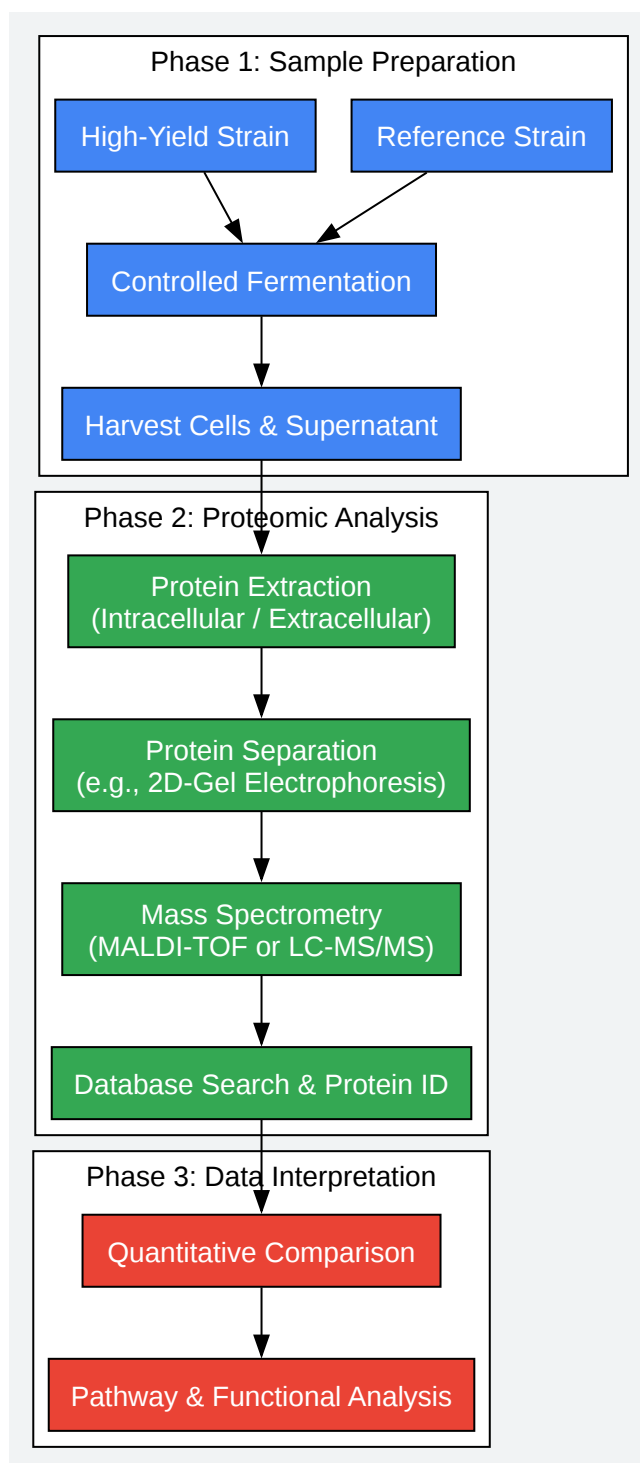 Phase 1: Sample Preparation
High-Yield Strain
Reference Strain
Controlled Fermentation
Harvest Cells & Supernatant
Phase 2: Proteomic Analysis
Protein Extraction
(Intracellular / Extracellular)
Protein Separation
(e.g., 2D-Gel Electrophoresis)
Mass Spectrometry
(MALDI-TOF or LC-MS/MS)
Database Search & Protein ID
Phase 3: Data Interpretation
Quantitative Comparison
Pathway & Functional Analysis